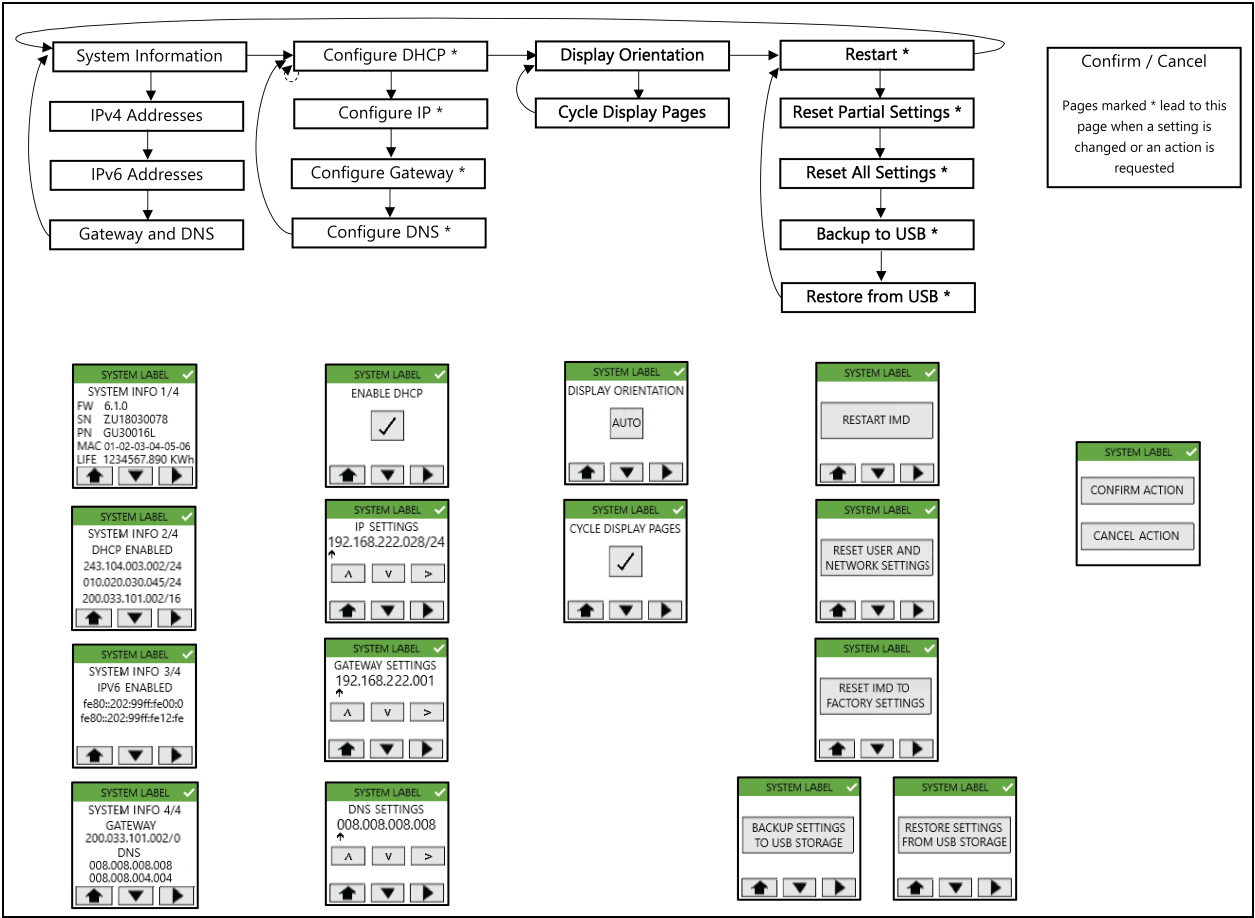 System Information
IPv4 Addresses
IPv6 Addresses
Gateway and DNS
Configure DHCP *
Configure IP *
Configure Gateway *
Configure DNS *
Display Orientation
Cycle Display Pages
Restart *
Reset Partial Settings *
Reset All Settings *
Backup to USB *
Restore from USB *
Confirm / Cancel
Pages marked * lead to this
page when a setting is
changed or an action is
requested
SYSTEM LABEL
SYSTEM INFO 1/4
FW 6.1.0
SN ZU18030078
PN GU30016L
MAC 01-02-03-04-05-06
LIFE 1234567.890 KWh
SYSTEM LABEL
SYSTEM INFO 2/4
DHCP ENABLED
243.104.003.002/24
010.020.030.045/24
200.033.101.002/16
SYSTEM LABEL
SYSTEM INFO 3/4
IPV6 ENABLED
fe80::202:99ff:fe00:0
fe80::202:99ff:fe12:fe
SYSTEM LABEL
SYSTEM INFO 4/4
GATEWAY
200.033.101.002/0
DNS
008.008.008.008
008.008.004.004
SYSTEM LABEL
ENABLE DHCP
SYSTEM LABEL
IP SETTINGS
192.168.222.028/24
SYSTEM LABEL
GATEWAY SETTINGS
192.168.222.001
SYSTEM LABEL
DNS SETTINGS
008.008.008.008
SYSTEM LABEL
DISPLAY ORIENTATION
AUTO
SYSTEM LABEL
CYCLE DISPLAY PAGES
SYSTEM LABEL
RESTART IMD
SYSTEM LABEL
RESET USER AND
NETWORK SETTINGS
SYSTEM LABEL
RESET IMD TO
FACTORY SETTINGS
SYSTEM LABEL
BACKUP SETTINGS
TO USB STORAGE
SYSTEM LABEL
RESTORE SETTINGS
FROM USB STORAGE
SYSTEM LABEL
CONFIRM ACTION
CANCEL ACTION